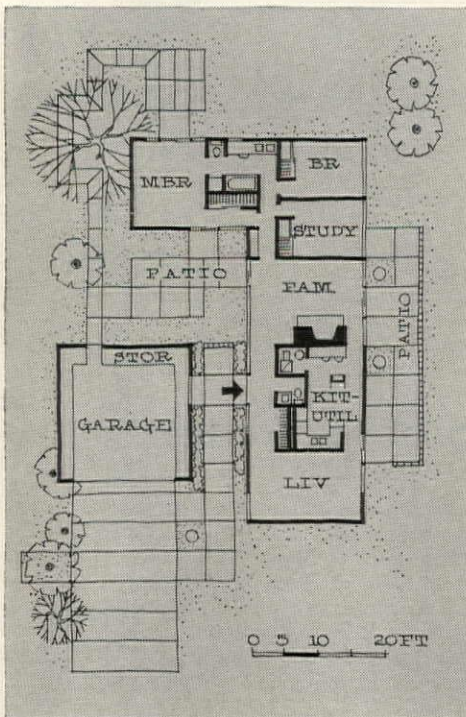 MBR
BR
STUDY
PATIO
FAM
PATIO
STOR
KIT-
UTIL
GARAGE
LIV
0 5 10 20FT